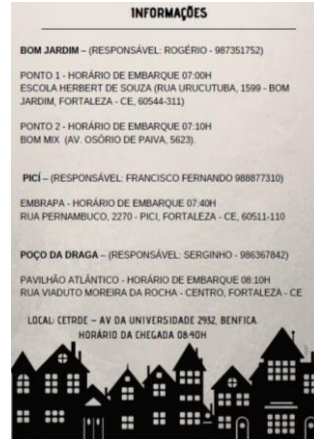 INFORMAÇÕES
BOM JARDIM – (RESPONSÁVEL: ROGÉRIO - 987351752)
PONTO 1 - HORÁRIO DE EMBARQUE 07:00H
ESCOLA HERBERT DE SOUZA (RUA URUCUTUBA, 1599 - BOM
JARDIM, FORTALEZA - CE, 60544-311)
PONTO 2 - HORÁRIO DE EMBARQUE 07:10H
BOM MIX (AV. OSÓRIO DE PAIVA, 5623).
PICÍ – (RESPONSÁVEL: FRANCISCO FERNANDO 988877310)
EMBRAPA - HORÁRIO DE EMBARQUE 07:40H
RUA PERNAMBUCO, 2270 - PICI, FORTALEZA - CE, 60511-110
POÇO DA DRAGA – (RESPONSÁVEL: SERGINHO - 986367842)
PAVILHÃO ATLÂNTICO - HORÁRIO DE EMBARQUE 08:10H
RUA VIADUTO MOREIRA DA ROCHA - CENTRO, FORTALEZA - CE
LOCAL: CETRDE – AV DA UNIVERSIDADE 2932, BENFICA.
HORÁRIO DA CHEGADA 08:40H